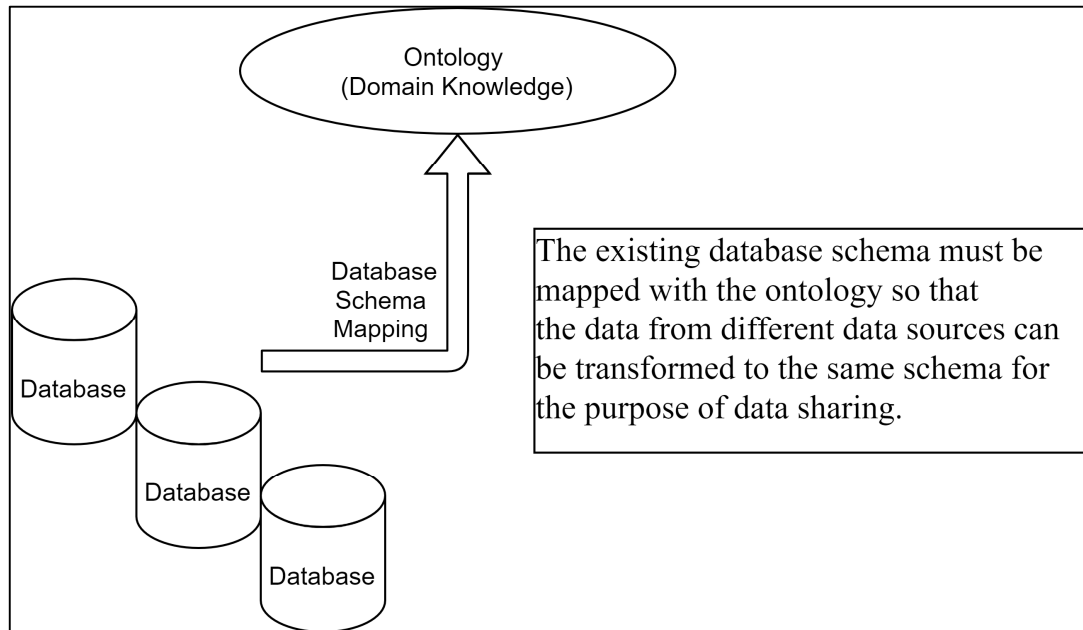 Ontology
(Domain Knowledge)
Database
Schema
Mapping
The existing database schema must be
mapped with the ontology so that
the data from different data sources can
be transformed to the same schema for
the purpose of data sharing.
Database
Database
Database